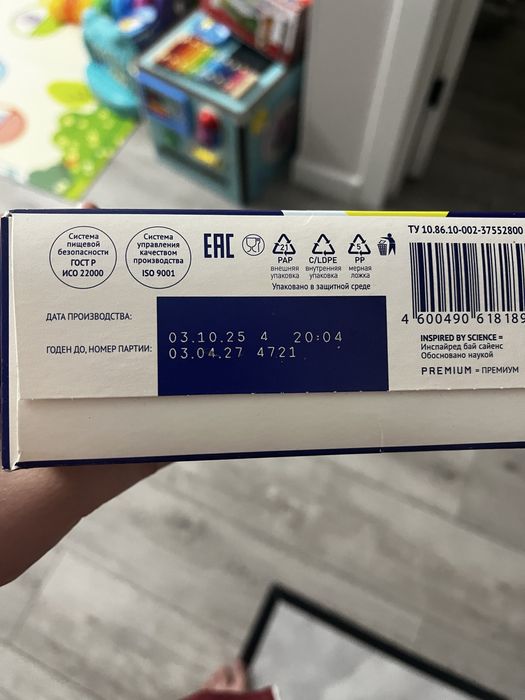 Система
пищевой
безопасности
ГОСТ Р
ИСО 22000
Система
управления
качеством
производства
ISO 9001
EAC
21
PAP
внешняя
упаковка
C/LDPE
внутренняя
упаковка
5
PP
мерная
ложка
Упаковано в защитной среде
ТУ 10.86.10-002-37552800
4 600490 618189
ДАТА ПРОИЗВОДСТВА:
ГОДЕН ДО, НОМЕР ПАРТИИ:
03.10.25 4 20:04
03.04.27 4721
INSPIRED BY SCIENCE =
Инспайред бай сайенс
Обосновано наукой
PREMIUM = ПРЕМИУМ